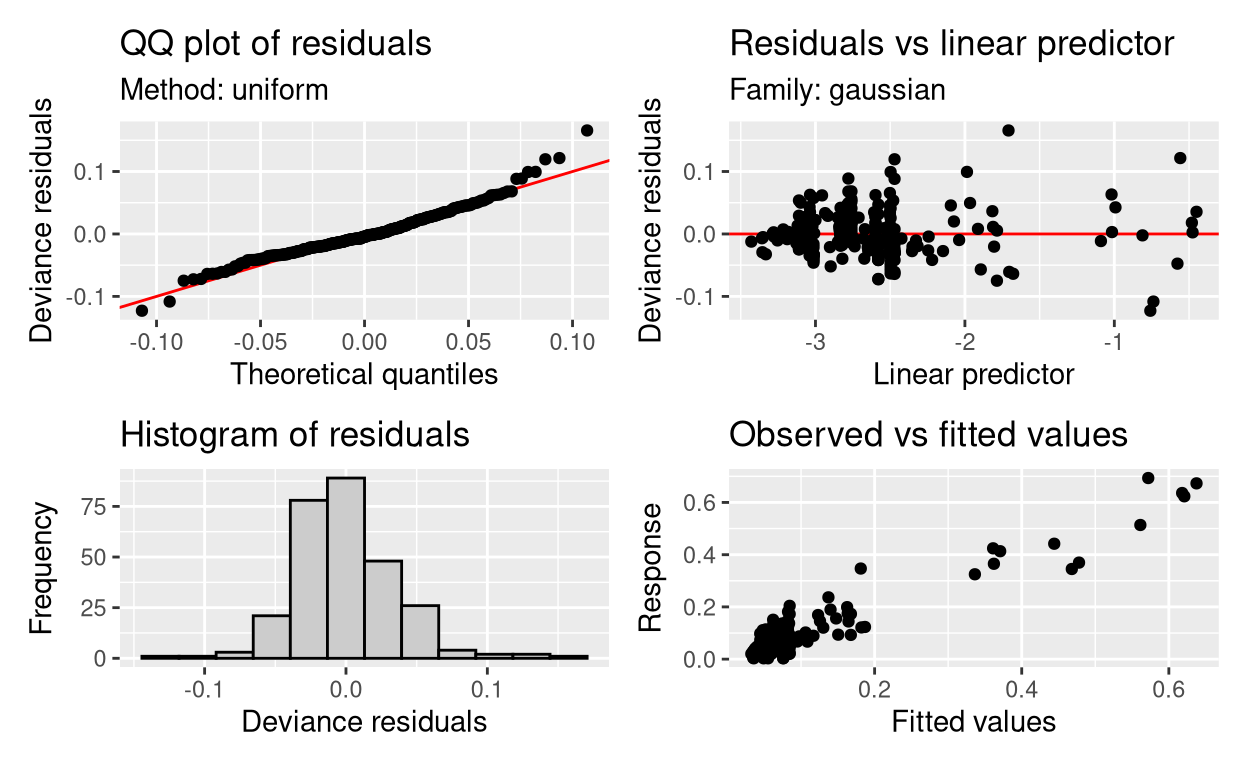 QQ plot of residuals
Method: uniform
Deviance residuals
0.1
0.0
-0.1
-0.10
-0.05
0.00
0.05
0.10
Theoretical quantiles
Residuals vs linear predictor
Family: gaussian
Deviance residuals
0.1
0.0
-0.1
-3
-2
-1
Linear predictor
Histogram of residuals
Frequency
75
50
25
0
-0.1
0.0
0.1
Deviance residuals
Observed vs fitted values
Response
0.6
0.4
0.2
0.0
0.2
0.4
0.6
Fitted values